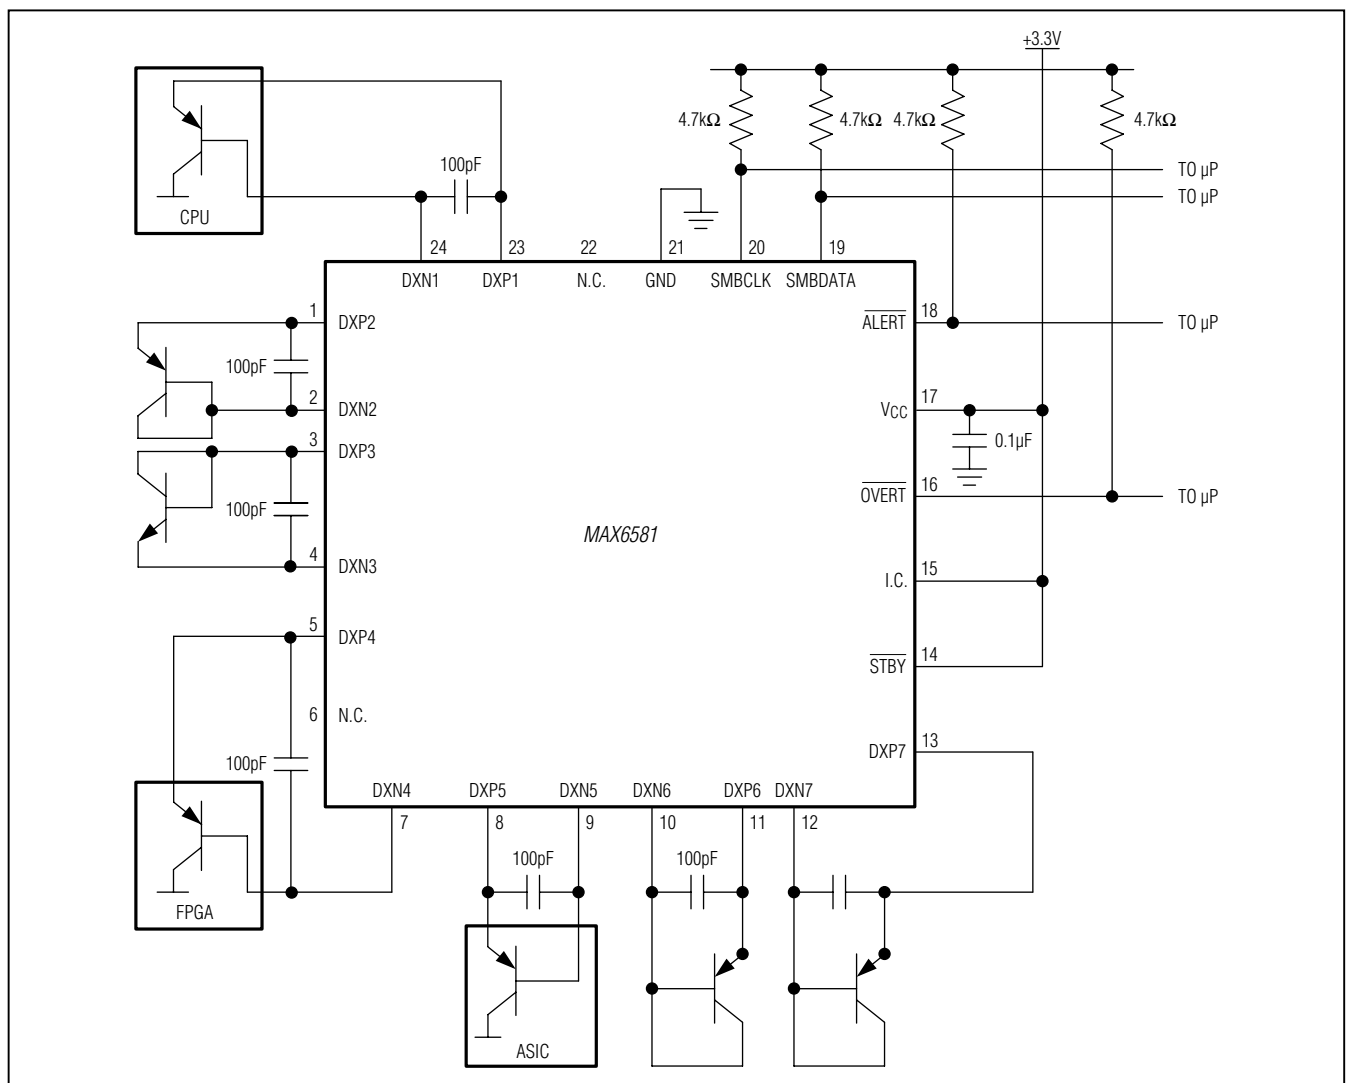 +3.3V
4.7kΩ 4.7kΩ 4.7kΩ 4.7kΩ
100pF
TO µP
TO µP
CPU
24 23 22 21 20 19
DXN1 DXP1 N.C. GND SMBCLK SMBDATA
1 DXP2
ALERT 18
TO µP
100pF
2 DXN2
VCC 17
0.1µF
3 DXP3
OVERT 16
TO µP
100pF
MAX6581
4 DXN3
I.C. 15
5 DXP4
STBY 14
6 N.C.
DXP7 13
100pF
DXN4 DXP5 DXN5 DXN6 DXP6 DXN7
7 8 9 10 11 12
100pF 100pF
FPGA
ASIC